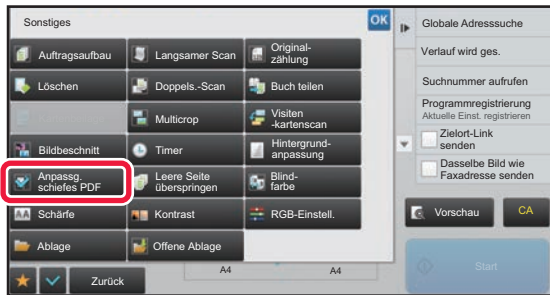 Sonstiges
OK
Auftragsaufbau
Langsamer Scan
Original-
zählung
Löschen
Doppels.-Scan
Buch teilen
Multicrop
Visiten
-kartenscan
Bildbeschnitt
Timer
Hintergrund-
anpassung
Anpassg.
schiefes PDF
Leere Seite
überspringen
Blind-
farbe
Schärfe
Kontrast
RGB-Einstell.
Ablage
Offene Ablage
Zurück
A4
A4
Globale Adresssuche
Verlauf wird ges.
Suchnummer aufrufen
Programmregistrierung
Aktuelle Einst. registrieren
Zielort-Link
senden
Dasselbe Bild wie
Faxadresse senden
Vorschau
CA
Start